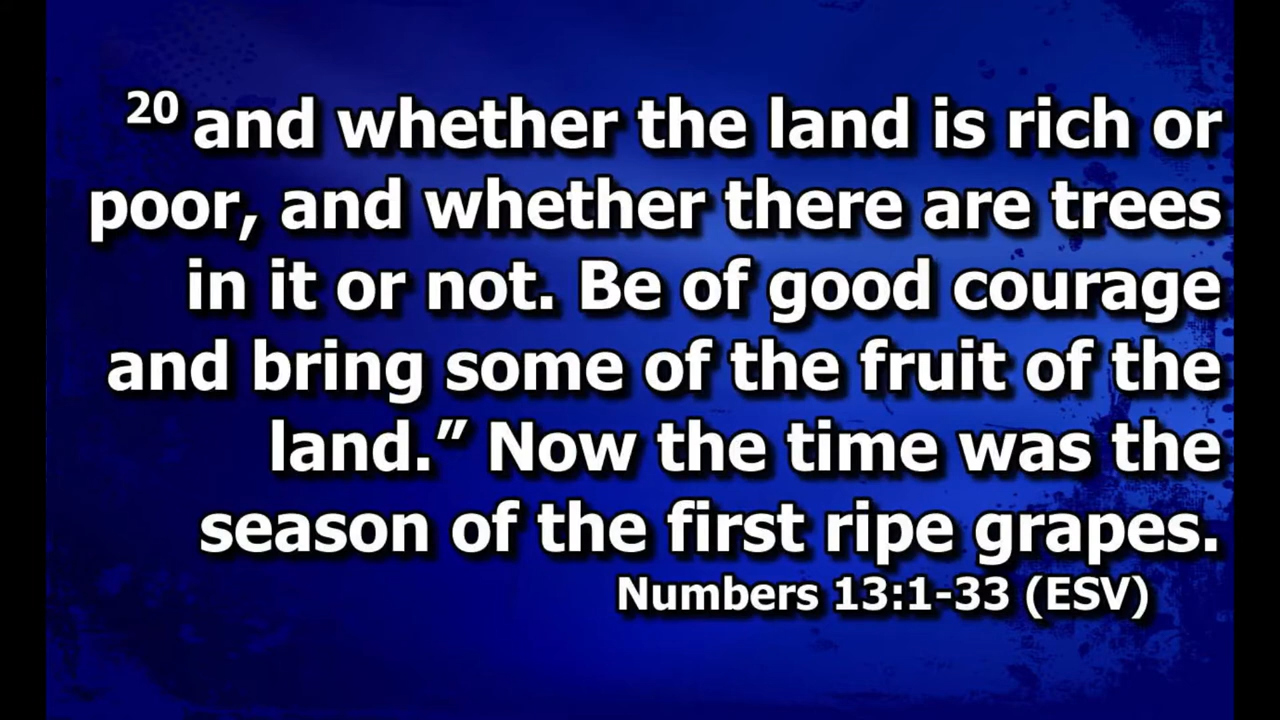 20 and whether the land is rich or
poor, and whether there are trees
in it or not. Be of good courage
and bring some of the fruit of the
land.” Now the time was the
season of the first ripe grapes.
Numbers 13:1-33 (ESV)